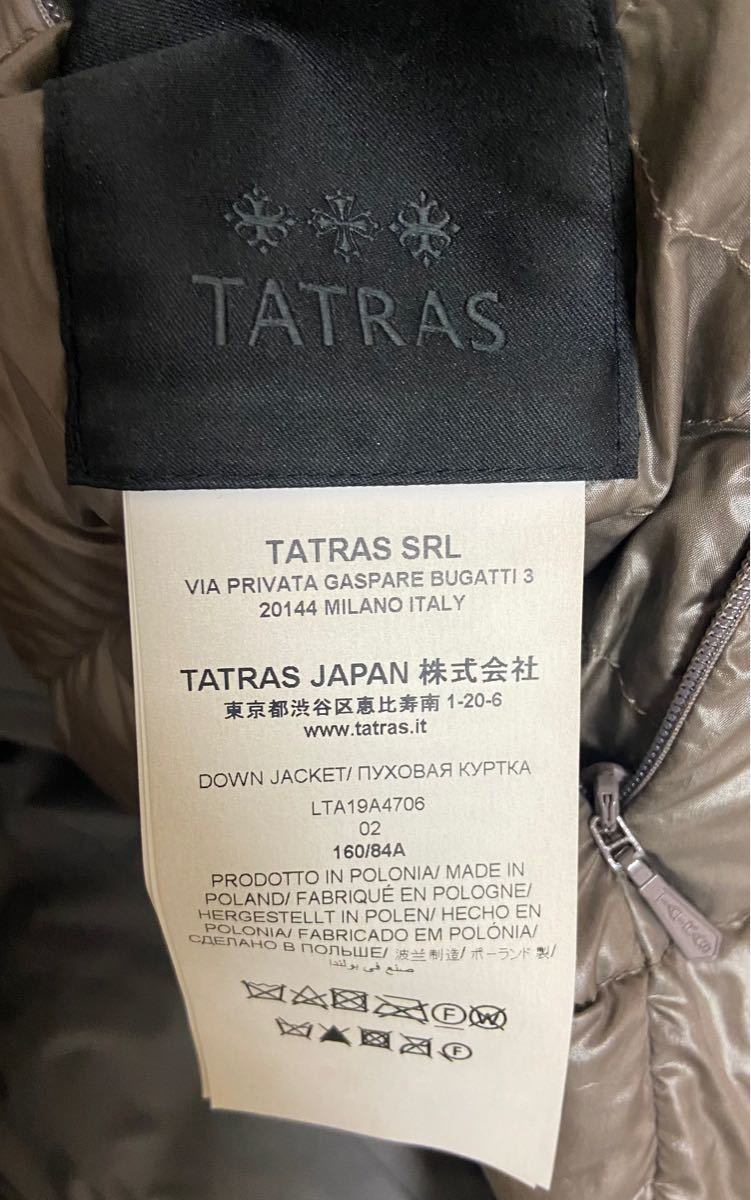 TATRAS
TATRAS SRL
VIA PRIVATA GASPARE BUGATTI 3
20144 MILANO ITALY
TATRAS JAPAN 株式会社
東京都渋谷区恵比寿南 1-20-6
www.tatras.it
DOWN JACKET/ ПУХОВАЯ КУРТКА
LTA19A4706
02
160/84A
PRODOTTO IN POLONIA/ MADE IN
POLAND/ FABRIQUÉ EN POLOGNE/
HERGESTELLT IN POLEN/ HECHO EN
POLONIA/ FABRICADO EM POLÓNIA/
СДЕЛАНО В ПОЛЬШЕ/ 波兰制造/ ポーランド 製/
صنع في بولندا
F W
F
TATRAS